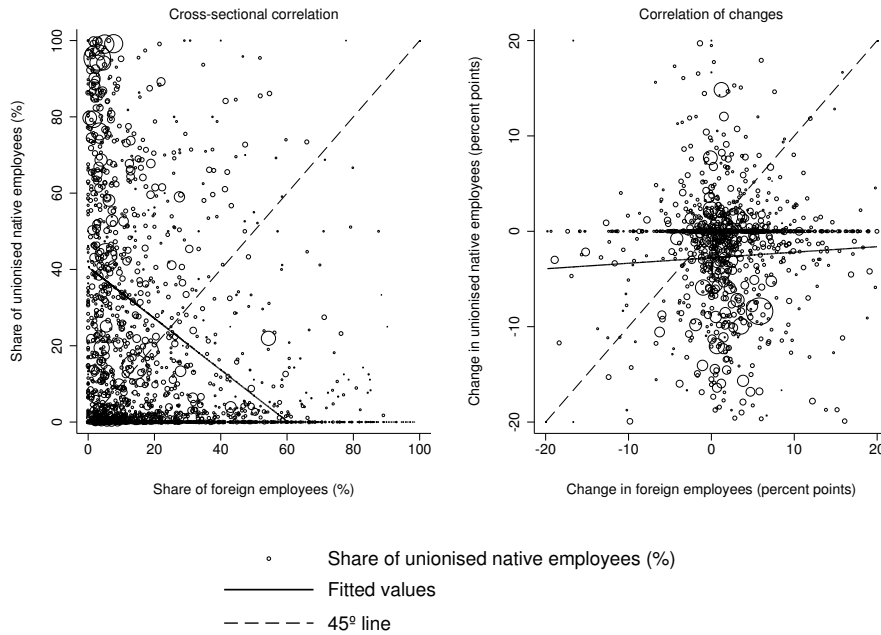 Cross-sectional correlation
Share of unionised native employees (%)
100
80
60
40
20
0
0 20 40 60 80 100
Share of foreign employees (%)
Correlation of changes
Change in unionised native employees (percent points)
20
10
0
-10
-20
-20 -10 0 10 20
Change in foreign employees (percent points)
Share of unionised native employees (%)
Fitted values
45º line